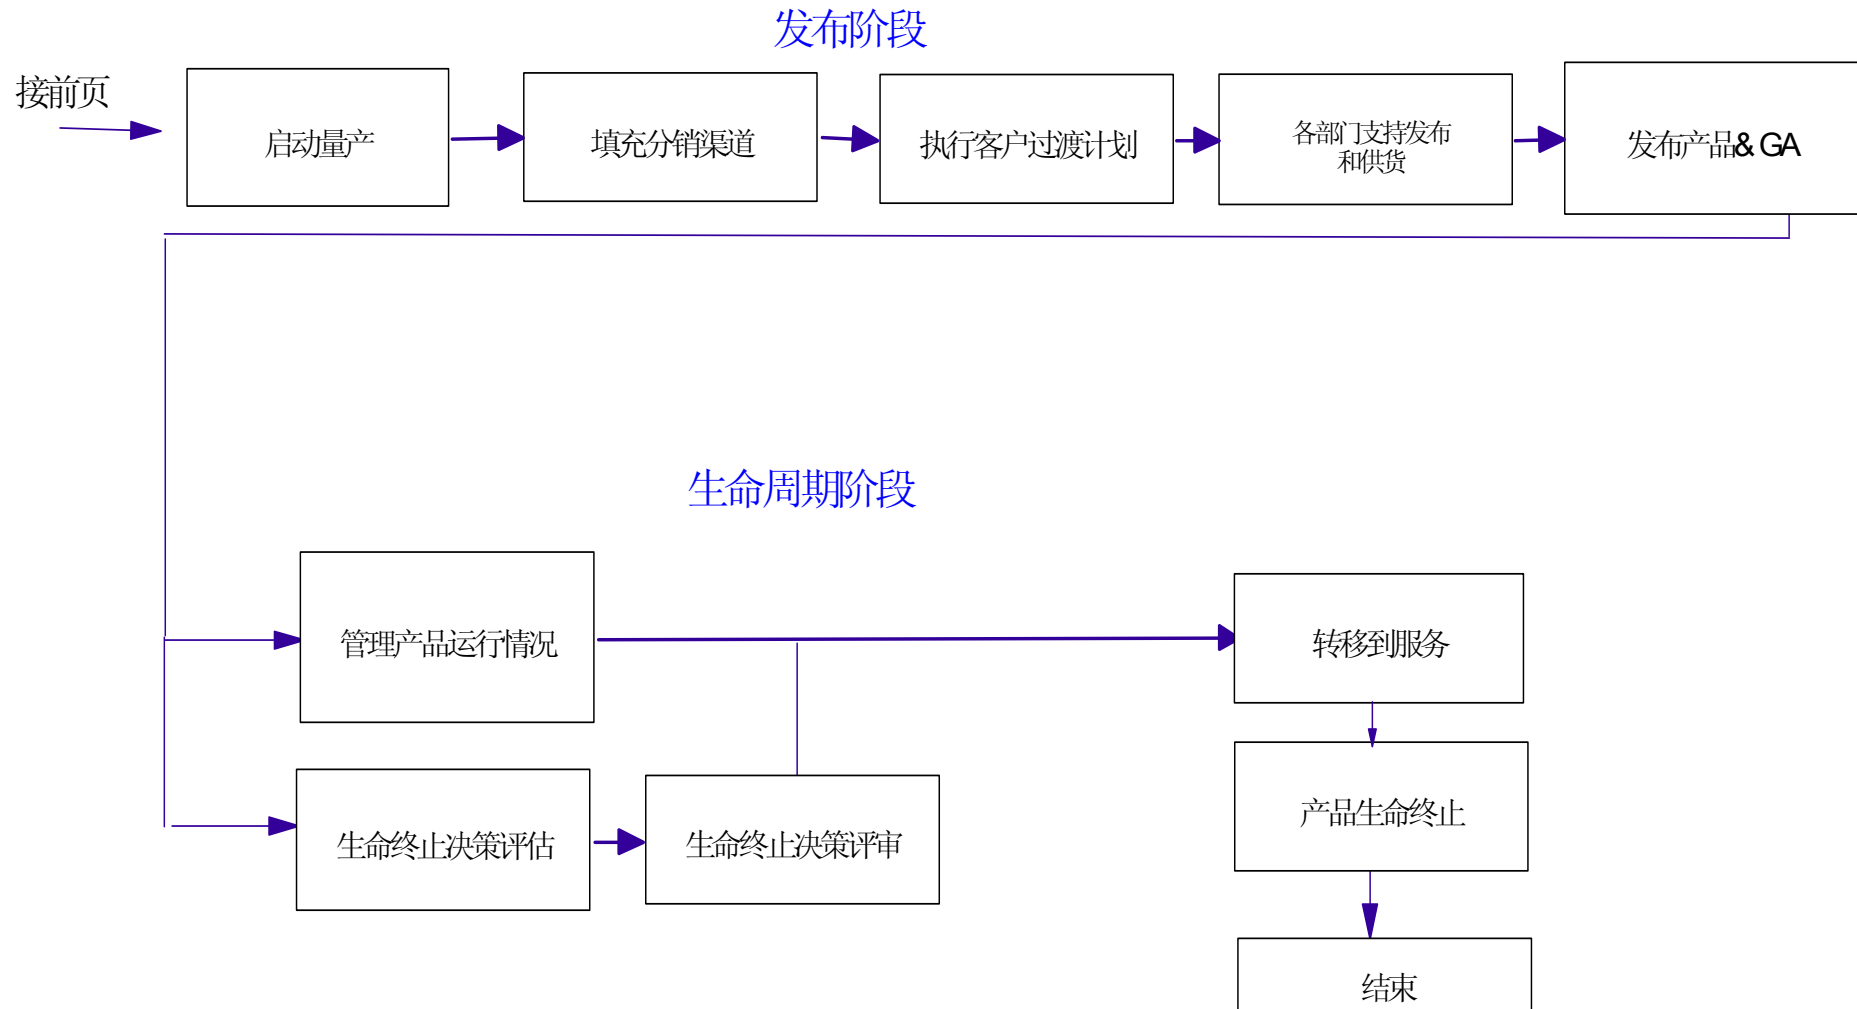 发布阶段
接前页
启动量产
填充分销渠道
执行客户过渡计划
各部门支持发布
和供货
发布产品& GA
生命周期阶段
管理产品运行情况
转移到服务
生命终止决策评估
生命终止决策评审
产品生命终止
结束